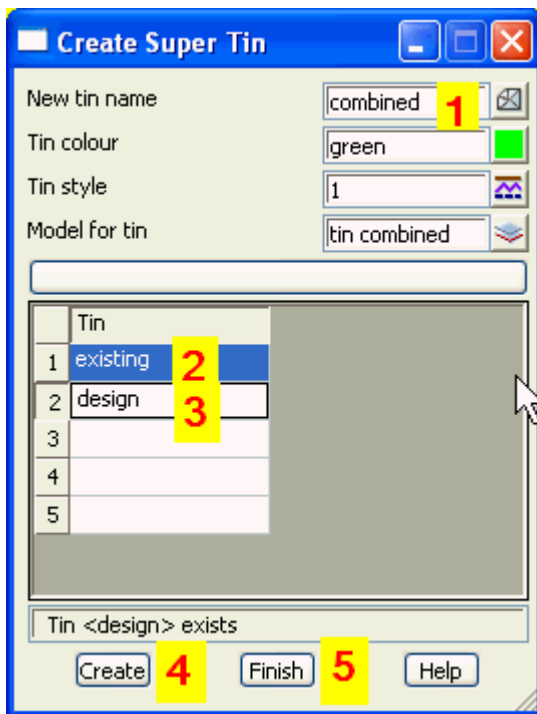 Create Super Tin
New tin name combined 1
Tin colour green
Tin style 1
Model for tin tin combined
Tin
1 existing 2
2 design 3
3
4
5
Tin <design> exists
Create 4 Finish 5 Help